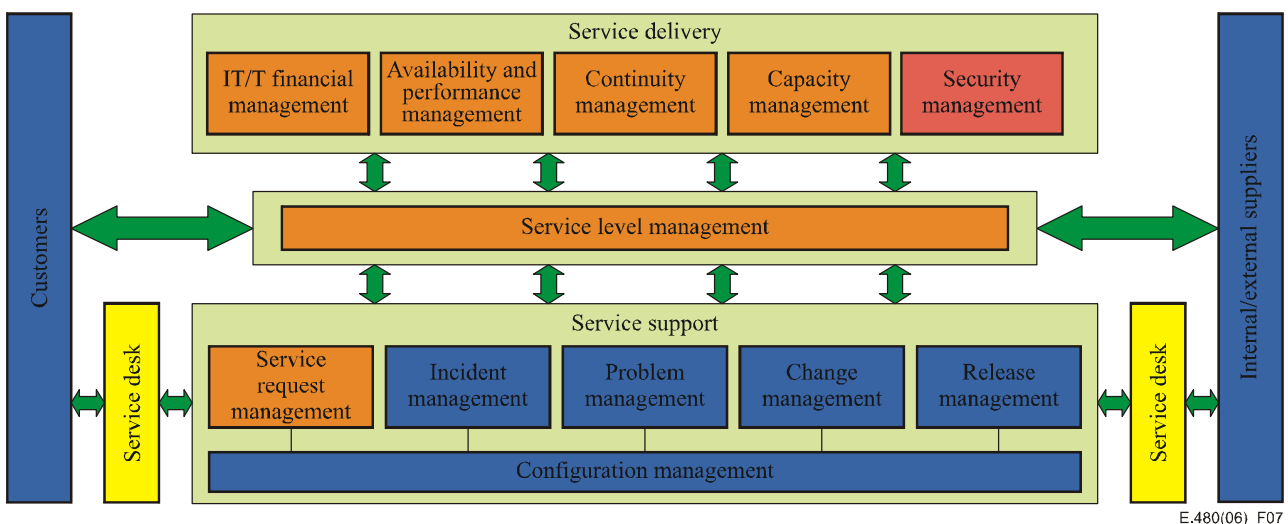 Service delivery
IT/T financial
management
Availability and
performance
management
Continuity
management
Capacity
management
Security
management
Customers
Service level management
Internal/external suppliers
Service support
Service desk
Service
request
management
Incident
management
Problem
management
Change
management
Release
management
Service desk
Configuration management
E.480(06)_F07